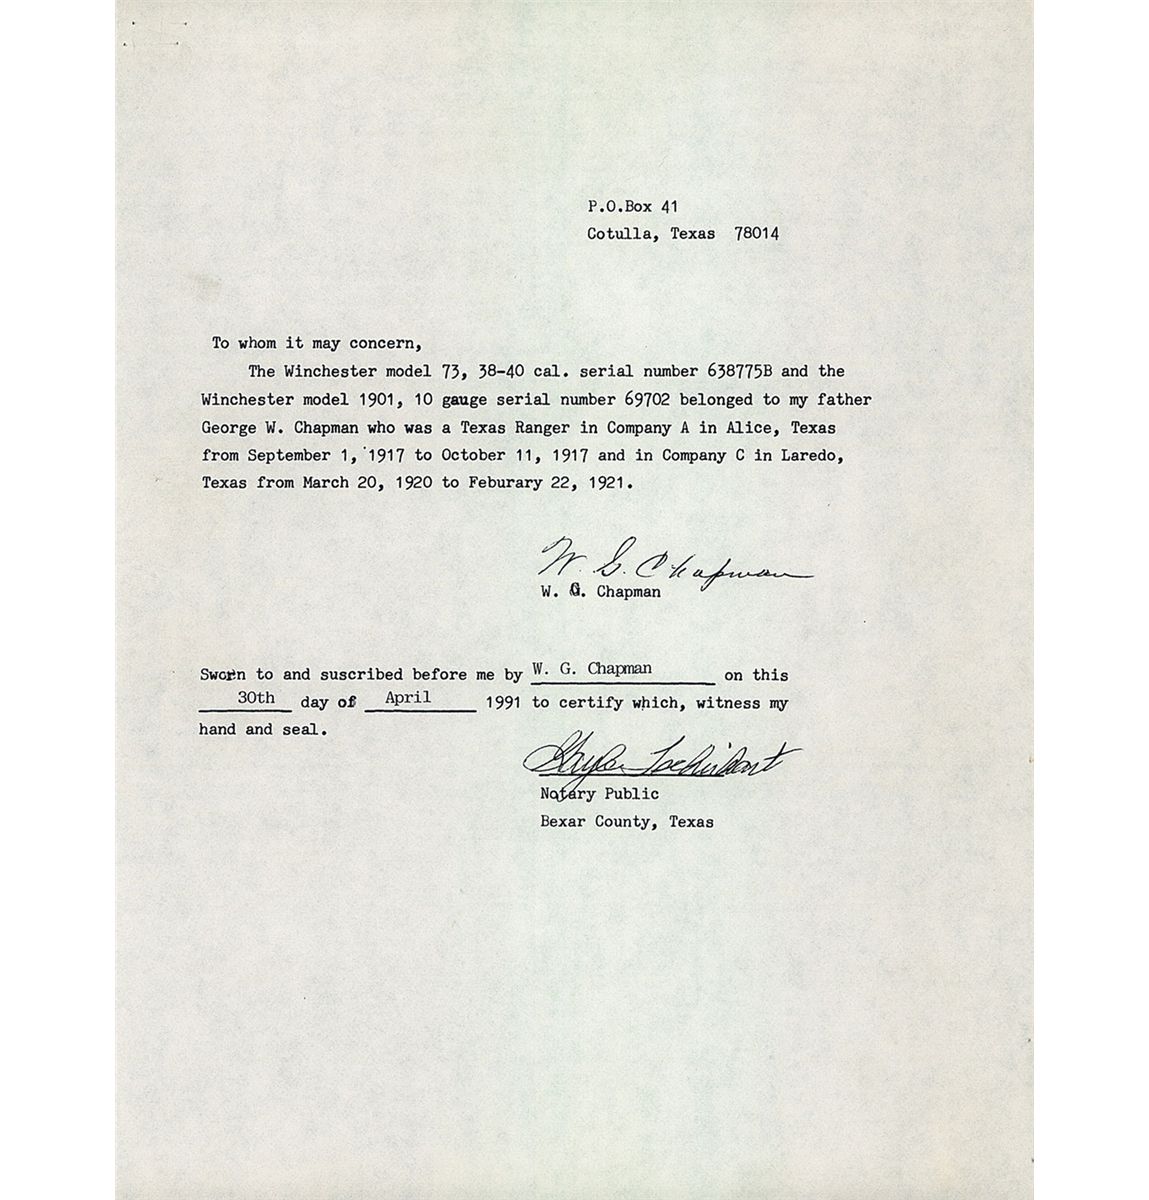 P.O.Box 41
Cotulla, Texas 78014
To whom it may concern,
The Winchester model 73, 38-40 cal. serial number 638775B and the
Winchester model 1901, 10 gauge serial number 69702 belonged to my father
George W. Chapman who was a Texas Ranger in Company A in Alice, Texas
from September 1, 1917 to October 11, 1917 and in Company C in Laredo,
Texas from March 20, 1920 to Feburary 22, 1921.
W. G. Chapman
W. G. Chapman
Sworn to and suscribed before me by W. G. Chapman on this
30th day of April 1991 to certify which, witness my
hand and seal.
Notary Public
Bexar County, Texas